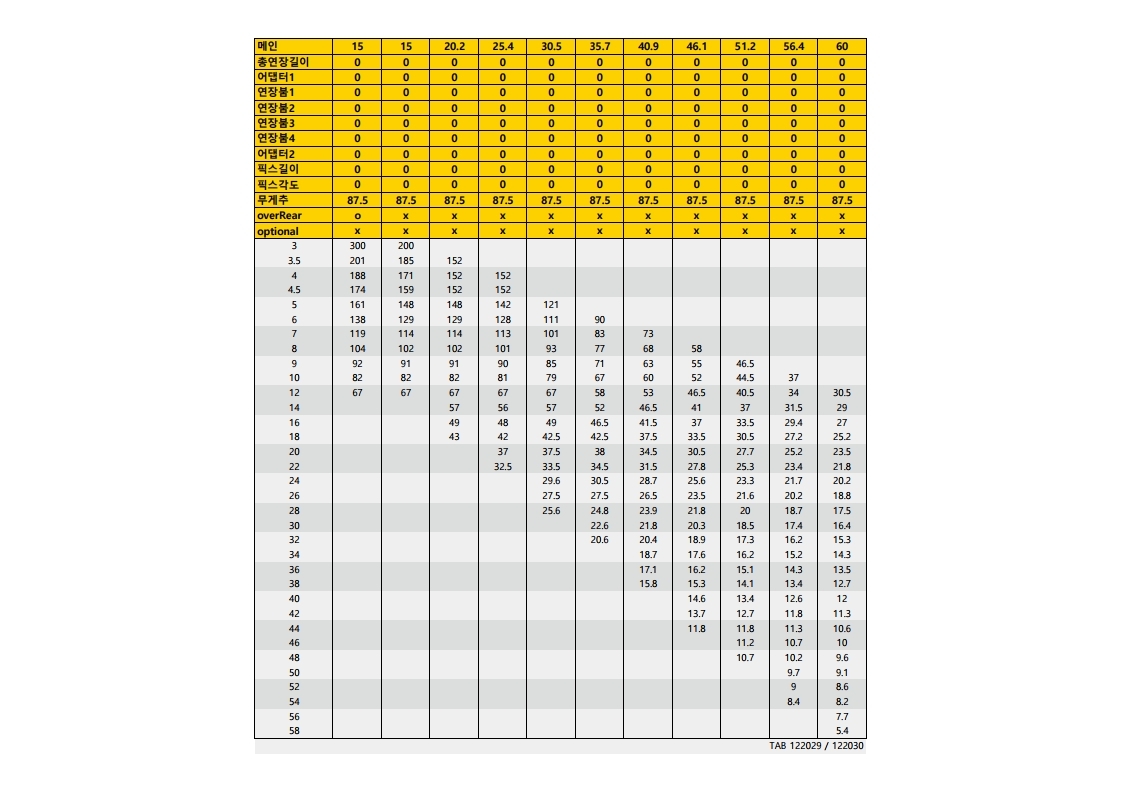 메인 15 15 20.2 25.4 30.5 35.7 40.9 46.1 51.2 56.4 60
총연장길이 0 0 0 0 0 0 0 0 0 0 0
어댑터1 0 0 0 0 0 0 0 0 0 0 0
연장붐1 0 0 0 0 0 0 0 0 0 0 0
연장붐2 0 0 0 0 0 0 0 0 0 0 0
연장붐3 0 0 0 0 0 0 0 0 0 0 0
연장붐4 0 0 0 0 0 0 0 0 0 0 0
어댑터2 0 0 0 0 0 0 0 0 0 0 0
픽스길이 0 0 0 0 0 0 0 0 0 0 0
픽스각도 0 0 0 0 0 0 0 0 0 0 0
무게추 87.5 87.5 87.5 87.5 87.5 87.5 87.5 87.5 87.5 87.5 87.5
overRear o x x x x x x x x x x
optional x x x x x x x x x x x
3 300 200
3.5 201 185 152
4 188 171 152 152
4.5 174 159 152 152
5 161 148 148 142 121
6 138 129 129 128 111 90
7 119 114 114 113 101 83 73
8 104 102 102 101 93 77 68 58
9 92 91 91 90 85 71 63 55 46.5
10 82 82 82 81 79 67 60 52 44.5 37
12 67 67 67 67 67 58 53 46.5 40.5 34 30.5
14 57 56 57 52 46.5 41 37 31.5 29
16 49 48 49 46.5 41.5 37 33.5 29.4 27
18 43 42 42.5 42.5 37.5 33.5 30.5 27.2 25.2
20 37 37.5 38 34.5 30.5 27.7 25.2 23.5
22 32.5 33.5 34.5 31.5 27.8 25.3 23.4 21.8
24 29.6 30.5 28.7 25.6 23.3 21.7 20.2
26 27.5 27.5 26.5 23.5 21.6 20.2 18.8
28 25.6 24.8 23.9 21.8 20 18.7 17.5
30 22.6 21.8 20.3 18.5 17.4 16.4
32 20.6 20.4 18.9 17.3 16.2 15.3
34 18.7 17.6 16.2 15.2 14.3
36 17.1 16.2 15.1 14.3 13.5
38 15.8 15.3 14.1 13.4 12.7
40 14.6 13.4 12.6 12
42 13.7 12.7 11.8 11.3
44 11.8 11.8 11.3 10.6
46 11.2 10.7 10
48 10.7 10.2 9.6
50 9.7 9.1
52 9 8.6
54 8.4 8.2
56 7.7
58 5.4
TAB 122029 / 122030